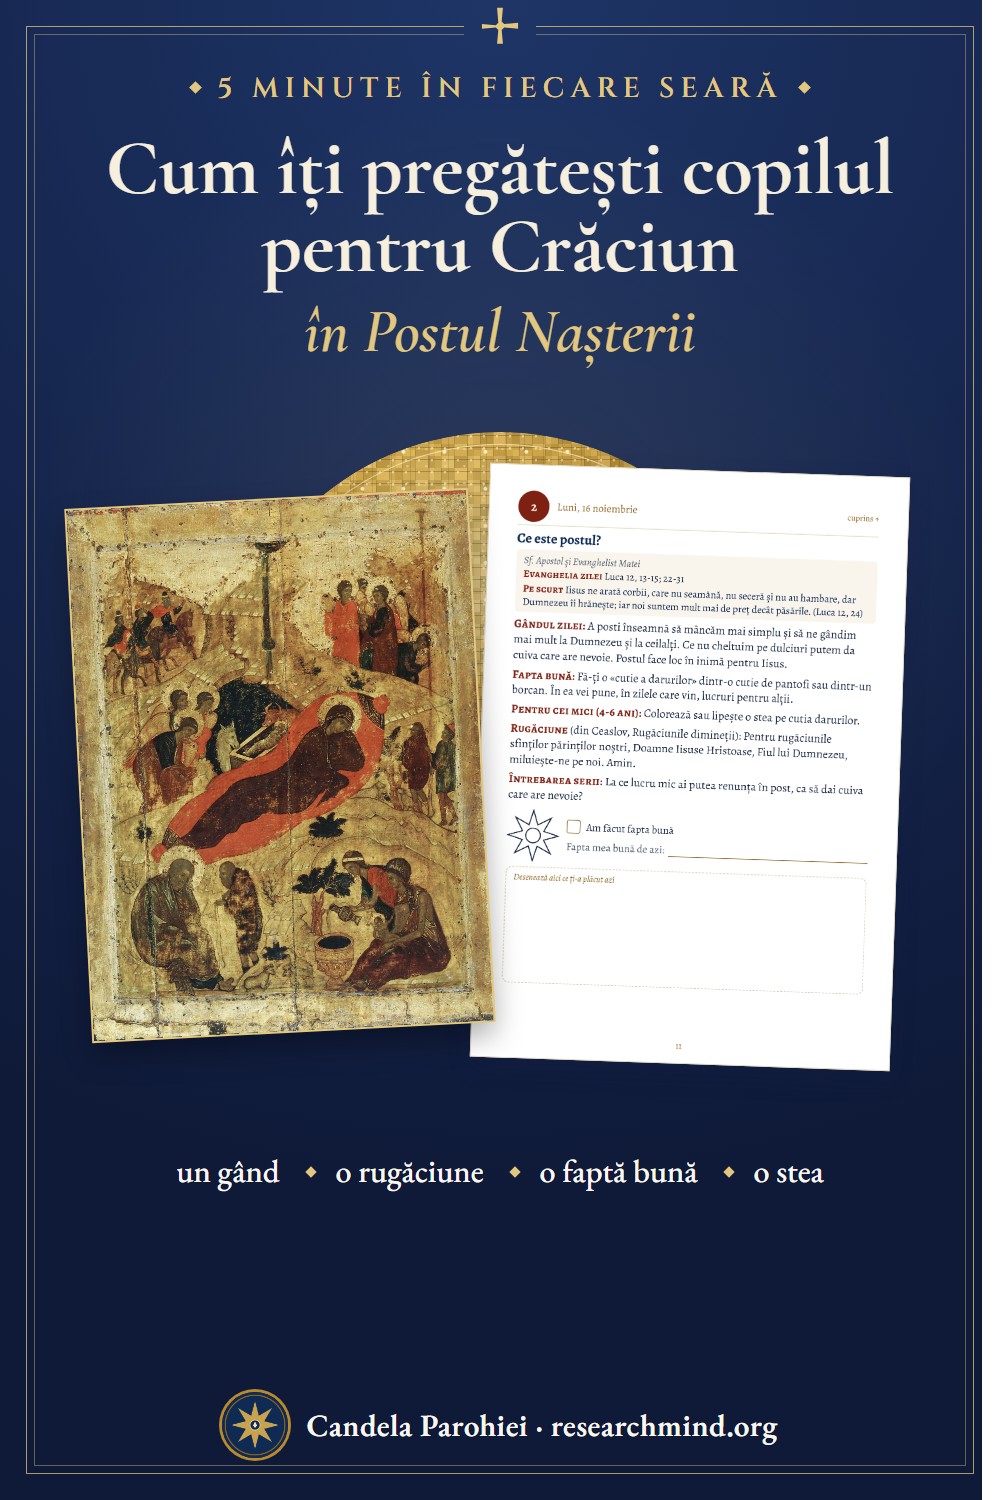 5 MINUTE ÎN FIECARE SEARĂ
Cum îți pregătești copilul
pentru Crăciun
în Postul Nașterii
2
Luni, 16 noiembrie
cuprins ↑
Ce este postul?
Sf. Apostol și Evanghelist Matei
EVANGHELIA ZILEI Luca 12, 13-15; 22-31
PE SCURT Iisus ne arată corbii, care nu seamănă, nu seceră și nu au hambare, dar
Dumnezeu îi hrănește; iar noi suntem mult mai de preț decât păsările. (Luca 12, 24)
GÂNDUL ZILEI: A posti înseamnă să mâncăm mai simplu și să ne gândim
mai mult la Dumnezeu și la ceilalți. Ce nu cheltuim pe dulciuri putem da
cuiva care are nevoie. Postul face loc în inimă pentru Iisus.
FAPTA BUNĂ: Fă-ți o «cutie a darurilor» dintr-o cutie de pantofi sau dintr-un
borcan. În ea vei pune, în zilele care vin, lucruri pentru alții.
PENTRU CEI MICI (4-6 ANI): Colorează sau lipește o stea pe cutia darurilor.
RUGĂCIUNE (din Ceaslov, Rugăciunile dimineții): Pentru rugăciunile
sfinților părinților noștri, Doamne Iisuse Hristoase, Fiul lui Dumnezeu,
miluiește-ne pe noi. Amin.
ÎNTREBAREA SERII: La ce lucru mic ai putea renunța în post, ca să dai cuiva
care are nevoie?
Am făcut fapta bună
Fapta mea bună de azi:
Desenează aici ce ți-a plăcut azi
11
un gând ◆ o rugăciune ◆ o faptă bună ◆ o stea
Candela Parohiei · researchmind.org